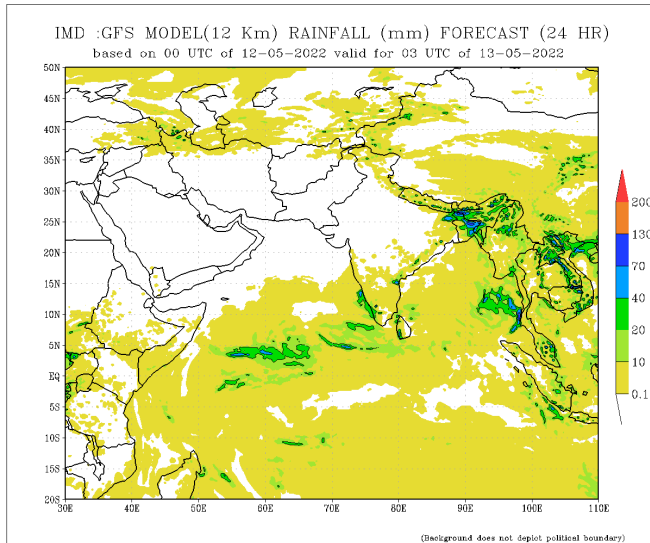 IMD :GFS MODEL(12 Km) RAINFALL (mm) FORECAST (24 HR)
based on 00 UTC of 12-05-2022 valid for 03 UTC of 13-05-2022
50N
45N
40N
35N
30N
25N
20N
15N
10N
5N
EQ
5S
10S
15S
20S
30E 40E 50E 60E 70E 80E 90E 100E 110E
200
130
70
40
20
10
0.1
(Background does not depict political boundary)